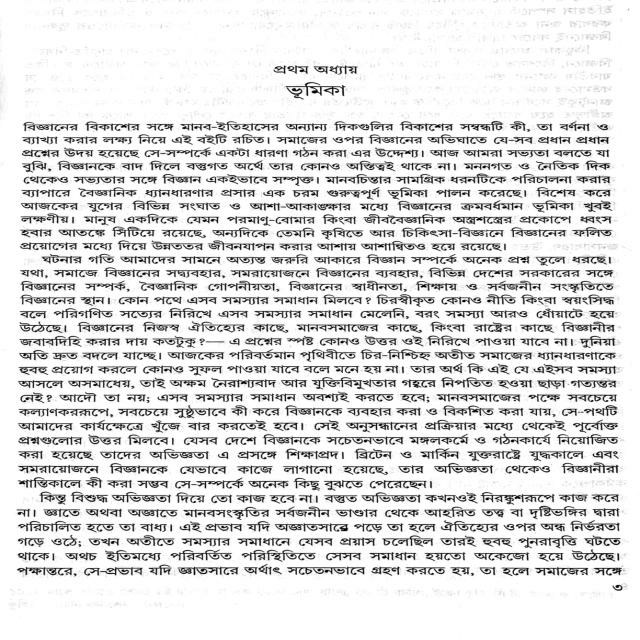 প্রথম অধ্যায়
ভূমিকা
বিজ্ঞানের বিকাশের সঙ্গে মানব-ইতিহাসের অন্যান্য দিকগুলির বিকাশের সম্বন্ধটি কী, তা বর্ণনা ও
ব্যাখ্যা করার লক্ষ্য নিয়ে এই বইটি রচিত। সমাজের ওপর বিজ্ঞানের অভিঘাতে যে-সব প্রধান প্রধান
প্রশ্নের উদয় হয়েছে সে-সম্পর্কে একটা ধারণা গঠন করা এর উদ্দেশ্য। আজ আমরা সভ্যতা বলতে যা
বুঝি, বিজ্ঞানকে বাদ দিলে বস্তুগত অর্থে তার কোনও অস্তিত্বই থাকে না। মননগত ও নৈতিক দিক
থেকেও সভ্যতার সঙ্গে বিজ্ঞান একইভাবে সম্পৃক্ত। মানবচিন্তার সামগ্রিক ধরনটিকে পরিচালনা করার
ব্যাপারে বৈজ্ঞানিক ধ্যানধারণার প্রসার এক চরম গুরুত্বপূর্ণ ভূমিকা পালন করেছে। বিশেষ করে
আজকের যুগের বিভিন্ন সংঘাত ও আশা-আকাঙ্ক্ষার মধ্যে বিজ্ঞানের ক্রমবর্ধমান ভূমিকা খুবই
লক্ষণীয়। মানুষ একদিকে যেমন পরমাণু-বোমার কিংবা জীববৈজ্ঞানিক অস্ত্রশস্ত্রের প্রকোপে ধ্বংস
হবার আতঙ্কে সিঁটিয়ে রয়েছে, অন্যদিকে তেমনি কৃষিতে আর চিকিৎসা-বিজ্ঞানে বিজ্ঞানের ফলিত
প্রয়োগের মধ্যে দিয়ে উন্নততর জীবনযাপন করার আশায় আশান্বিতও হয়ে রয়েছে।
ঘটনার গতি আমাদের সামনে অত্যন্ত জরুরি আকারে বিজ্ঞান সম্পর্কে অনেক প্রশ্ন তুলে ধরছে।
যথা, সমাজে বিজ্ঞানের সদ্ব্যবহার, সমরায়োজনে বিজ্ঞানের ব্যবহার, বিভিন্ন দেশের সরকারের সঙ্গে
বিজ্ঞানের সম্পর্ক, বৈজ্ঞানিক গোপনীয়তা, বিজ্ঞানের স্বাধীনতা, শিক্ষায় ও সর্বজনীন সংস্কৃতিতে
বিজ্ঞানের স্থান। কোন পথে এসব সমস্যার সমাধান মিলবে? চিরস্বীকৃত কোনও নীতি কিংবা স্বয়ংসিদ্ধ
বলে পরিগণিত সত্যের নিরিখে এসব সমস্যার সমাধান মেলেনি, বরং সমস্যা আরও ধোঁয়াটে হয়ে
উঠেছে। বিজ্ঞানের নিজস্ব ঐতিহ্যের কাছে, মানবসমাজের কাছে, কিংবা রাষ্ট্রের কাছে বিজ্ঞানীর
জবাবদিহি করার দায় কতটুকু?— এ প্রশ্নের স্পষ্ট কোনও উত্তর ওই নিরিখে পাওয়া যাবে না। দুনিয়া
অতি দ্রুত বদলে যাচ্ছে। আজকের পরিবর্তমান পৃথিবীতে চির-নিশ্চিহ্ন অতীত সমাজের ধ্যানধারণাকে
হুবহু প্রয়োগ করলে কোনও সুফল পাওয়া যাবে বলে মনে হয় না। তার অর্থ কি এই যে এইসব সমস্যা
আসলে অসমাধেয়, তাই অক্ষম নৈরাশ্যবাদ আর যুক্তিবিমুখতার গহ্বরে নিপতিত হওয়া ছাড়া গত্যন্তর
নেই? আদৌ তা নয়; এসব সমস্যার সমাধান অবশ্যই করতে হবে; মানবসমাজের পক্ষে সবচেয়ে
কল্যাণকররূপে, সবচেয়ে সুষ্ঠুভাবে কী করে বিজ্ঞানকে ব্যবহার করা ও বিকশিত করা যায়, সে-পথটি
আমাদের কার্যক্ষেত্রে খুঁজে বার করতেই হবে। সেই অনুসন্ধানের প্রক্রিয়ার মধ্যে থেকেই পূর্বোক্ত
প্রশ্নগুলোর উত্তর মিলবে। যেসব দেশে বিজ্ঞানকে সচেতনভাবে মঙ্গলকর্মে ও গঠনকার্যে নিয়োজিত
করা হয়েছে তাদের অভিজ্ঞতা এ প্রসঙ্গে শিক্ষাপ্রদ। ব্রিটেন ও মার্কিন যুক্তরাষ্ট্রে যুদ্ধকালে এবং
সমরায়োজনে বিজ্ঞানকে যেভাবে কাজে লাগানো হয়েছে, তার অভিজ্ঞতা থেকেও বিজ্ঞানীরা
শান্তিকালে কী করা সম্ভব সে-সম্পর্কে অনেক কিছু বুঝতে পেরেছেন।
কিন্তু বিশুদ্ধ অভিজ্ঞতা দিয়ে তো কাজ হবে না। বস্তুত অভিজ্ঞতা কখনওই নিরঙ্কুশরূপে কাজ করে
না। জ্ঞাতে অথবা অজ্ঞাতে মানবসংস্কৃতির সর্বজনীন ভাণ্ডার থেকে আহরিত তত্ত্ব বা দৃষ্টিভঙ্গির দ্বারা
পরিচালিত হতে তা বাধ্য। এই প্রভাব যদি অজ্ঞাতসারে পড়ে তা হলে ঐতিহ্যের ওপর অন্ধ নির্ভরতা
গড়ে ওঠে; তখন অতীতে সমস্যার সমাধানে যেসব প্রয়াস চলেছিল তারই হুবহু পুনরাবৃত্তি ঘটতে
থাকে। অথচ ইতিমধ্যে পরিবর্তিত পরিস্থিতিতে সেসব সমাধান হয়তো অকেজো হয়ে উঠেছে।
পক্ষান্তরে, সে-প্রভাব যদি জ্ঞাতসারে অর্থাৎ সচেতনভাবে গ্রহণ করতে হয়, তা হলে সমাজের সঙ্গে
৩